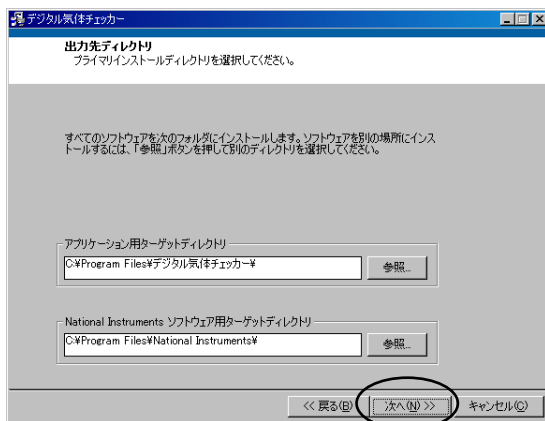 デジタル気体チェッカー
出力先ディレクトリ
プライマリインストールディレクトリを選択してください。
すべてのソフトウェアを次のフォルダにインストールします。ソフトウェアを別の場所にインス
トールするには、「参照」ボタンを押して別のディレクトリを選択してください。
アプリケーション用ターゲットディレクトリ
C:¥Program Files¥デジタル気体チェッカー¥
参照...
National Instruments ソフトウェア用ターゲットディレクトリ
C:¥Program Files¥National Instruments¥
参照...
<< 戻る(B) 次へ(N) >> キャンセル(C)